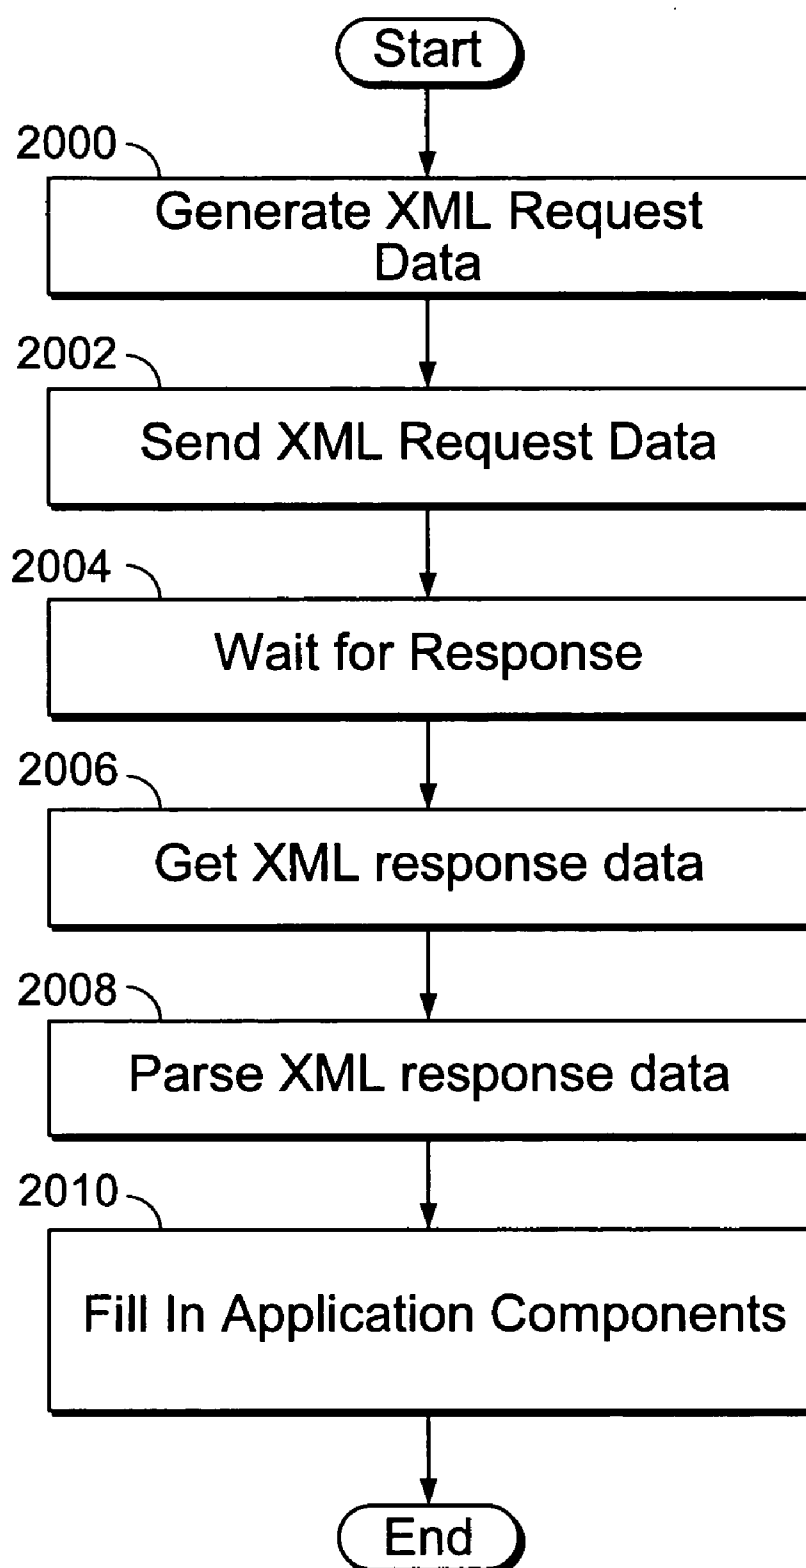 Start
2000
Generate XML Request
Data
2002
Send XML Request Data
2004
Wait for Response
2006
Get XML response data
2008
Parse XML response data
2010
Fill In Application Components
End